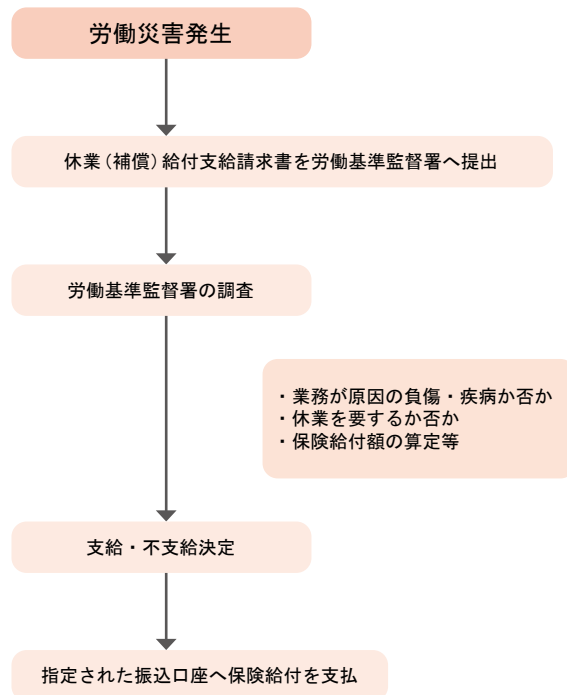 労働災害発生
休業(補償)給付支給請求書を労働基準監督署へ提出
労働基準監督署の調査
・業務が原因の負傷・疾病か否か
・休業を要するか否か
・保険給付額の算定等
支給・不支給決定
指定された振込口座へ保険給付を支払